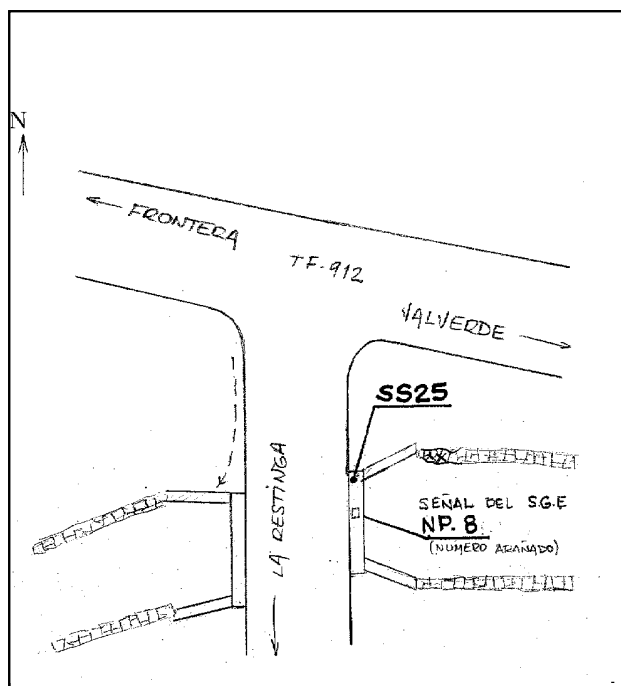 N
FRONTERA
TF-912
VALVERDE
SS25
LA RESTINGA
SEÑAL DEL S.G.E
NP. 8
(NUMERO ARAÑADO)